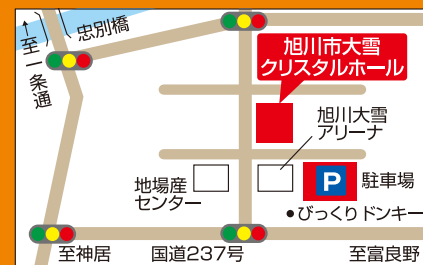 忠別橋
←至一条通
旭川市大雪
クリスタルホール
旭川大雪
アリーナ
地場産
センター
P
駐車場
●びっくりドンキー
至神居
国道237号
至富良野